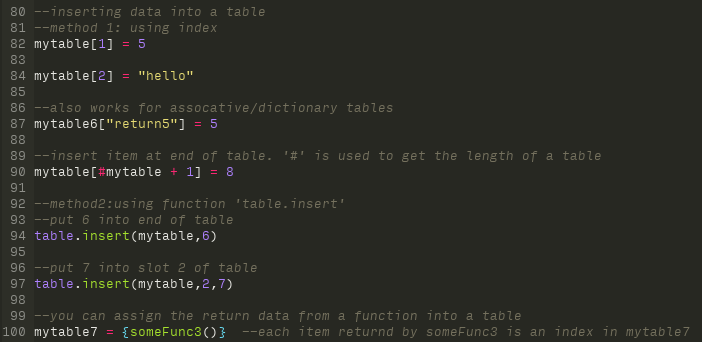 80 --inserting data into a table
81 --method 1: using index
82 mytable[1] = 5
83
84 mytable[2] = "hello"
85
86 --also works for assocative/dictionary tables
87 mytable6["return5"] = 5
88
89 --insert item at end of table. '#' is used to get the length of a table
90 mytable[#mytable + 1] = 8
91
92 --method2:using function 'table.insert'
93 --put 6 into end of table
94 table.insert(mytable,6)
95
96 --put 7 into slot 2 of table
97 table.insert(mytable,2,7)
98
99 --you can assign the return data from a function into a table
100 mytable7 = {someFunc3()}  --each item returnd by someFunc3 is an index in mytable7